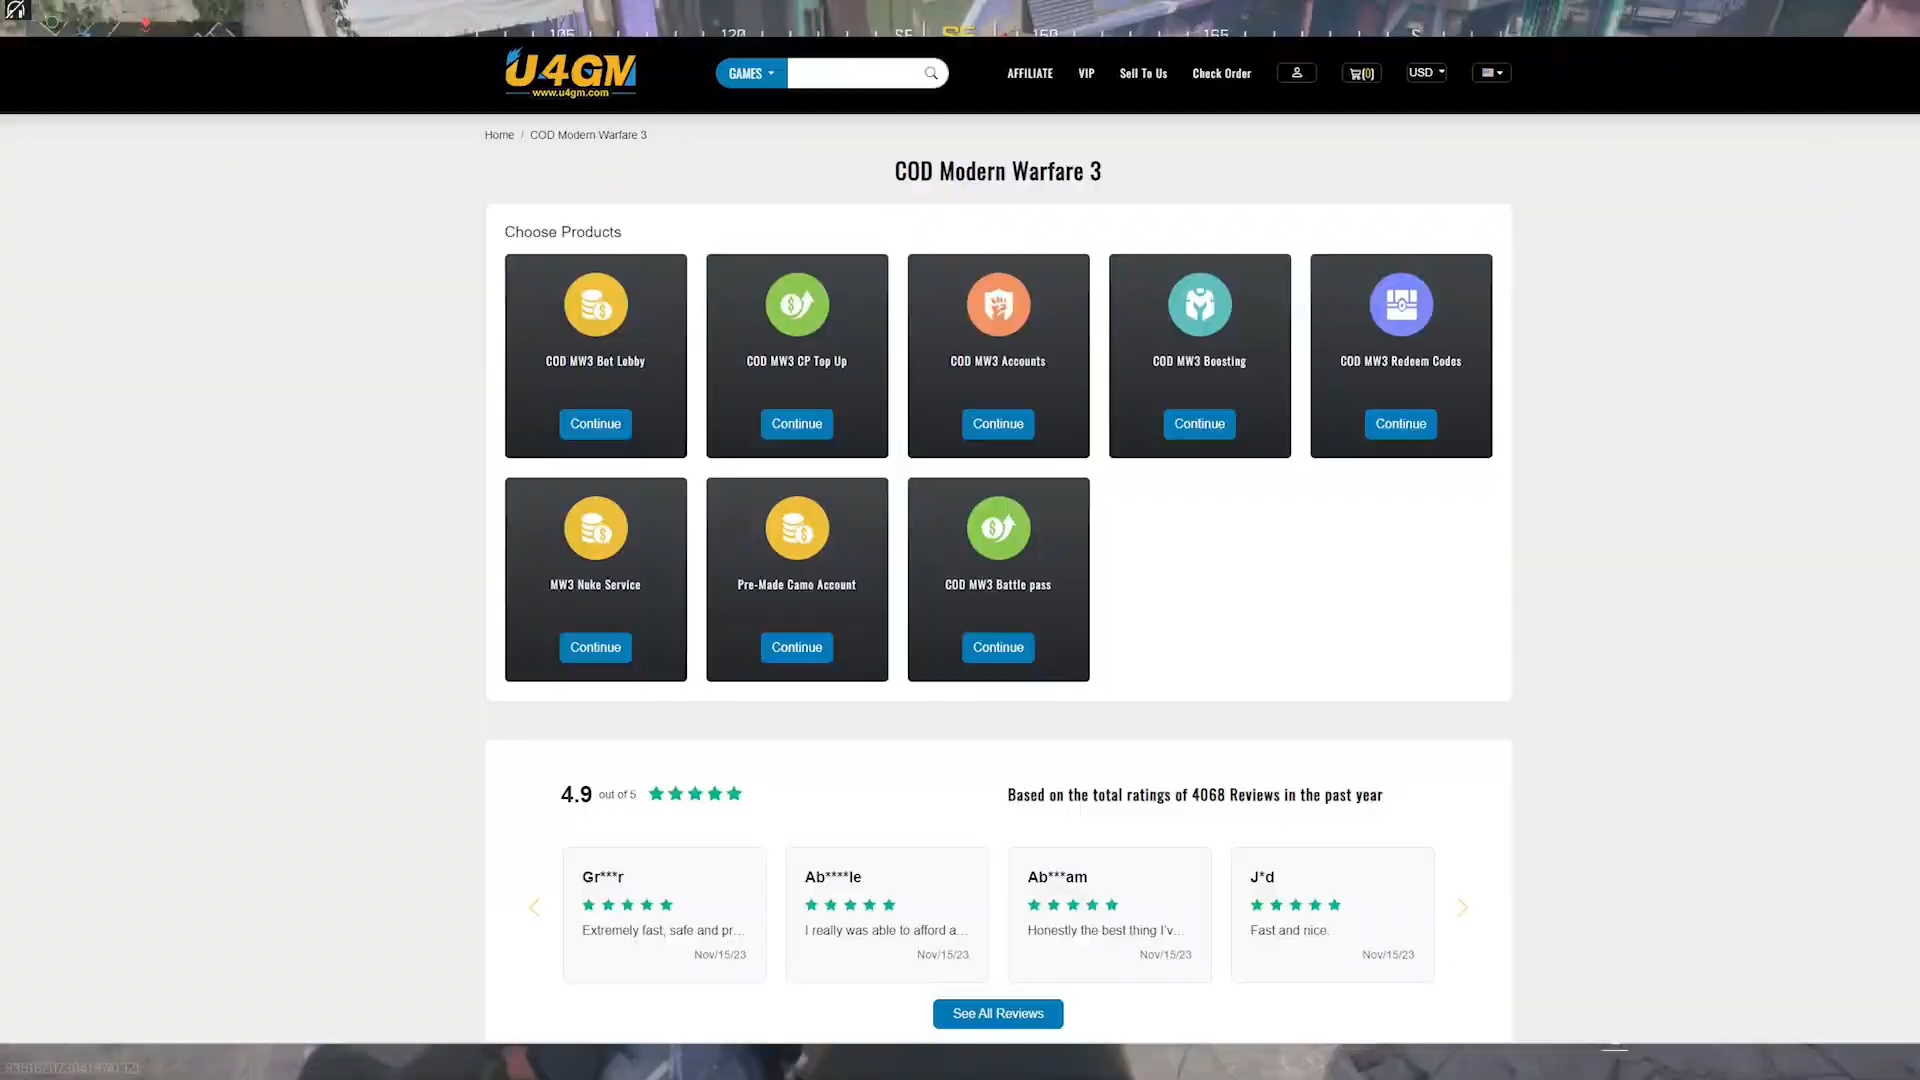 105 120 SE SE 150 165 S
U4GM
www.u4gm.com
GAMES
AFFILIATE VIP Sell To Us Check Order (0) USD
Home / COD Modern Warfare 3
COD Modern Warfare 3
Choose Products
COD MW3 Bot Lobby COD MW3 CP Top Up COD MW3 Accounts COD MW3 Boosting COD MW3 Redeem Codes
Continue Continue Continue Continue Continue
MW3 Nuke Service Pre-Made Camo Account COD MW3 Battle pass
Continue Continue Continue
4.9 out of 5 Based on the total ratings of 4068 Reviews in the past year
Gr***r Ab****le Ab***am J*d
Extremely fast, safe and pr... I really was able to afford a... Honestly the best thing I'v... Fast and nice.
Nov/15/23 Nov/15/23 Nov/15/23 Nov/15/23
See All Reviews